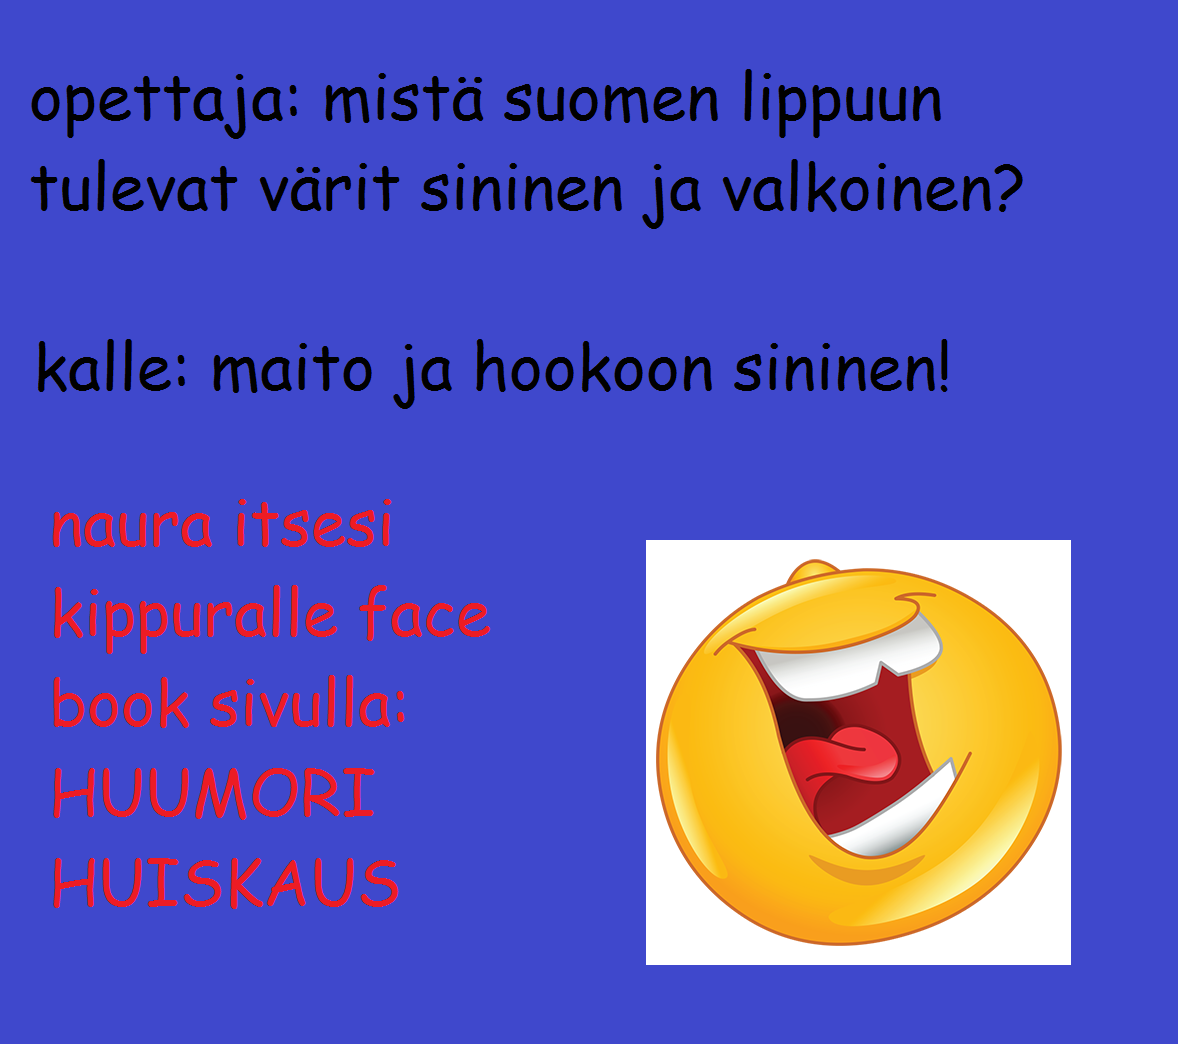 opettaja: mistä suomen lippuun
tulevat värit sininen ja valkoinen?
kalle: maito ja hookoon sininen!
naura itsesi
kippuralle face
book sivulla:
HUUMORI
HUISKAUS